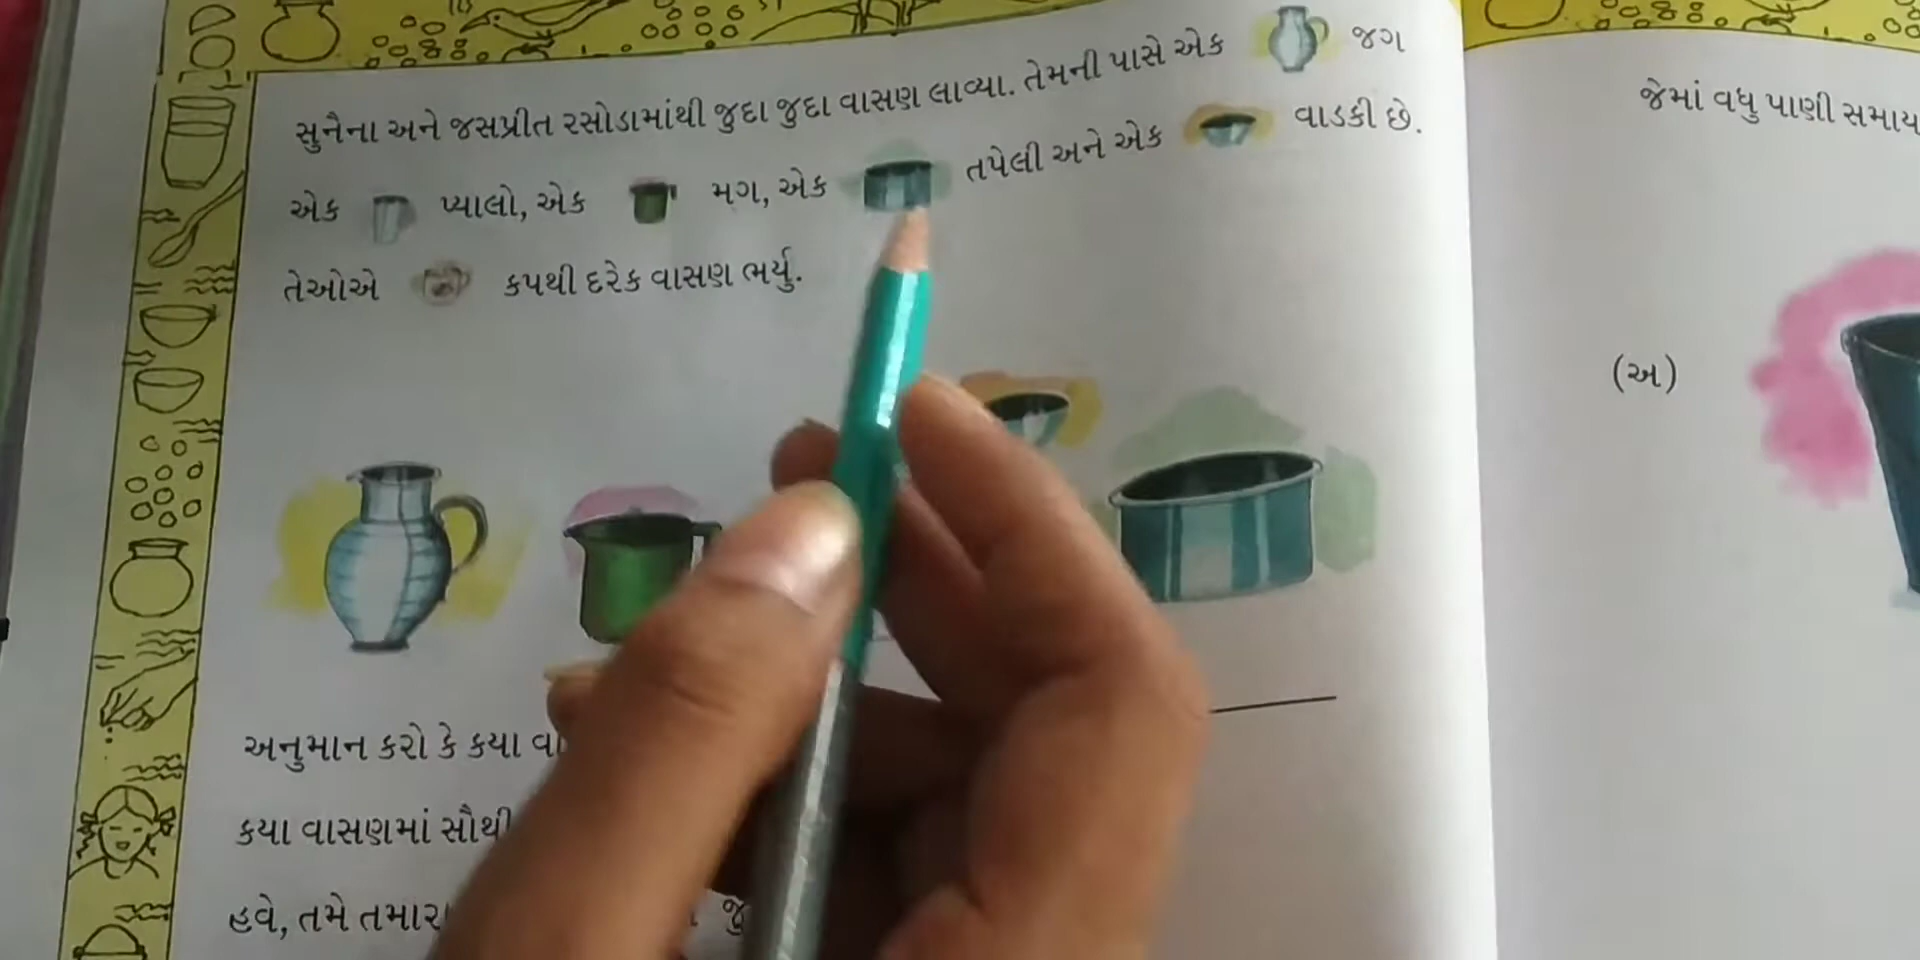 સુનૈના અને જસપ્રીત રસોડામાંથી જુદા જુદા વાસણ લાવ્યા. તેમની પાસે એક જગ
એક પ્યાલો, એક મગ, એક તપેલી અને એક વાડકી છે.
તેઓએ કપથી દરેક વાસણ ભર્યુ.
અનુમાન કરો કે કયા
કયા વાસણમાં સૌથી
હવે, તમે તમારા
જેમાં વધુ પાણી સમાય
(અ)